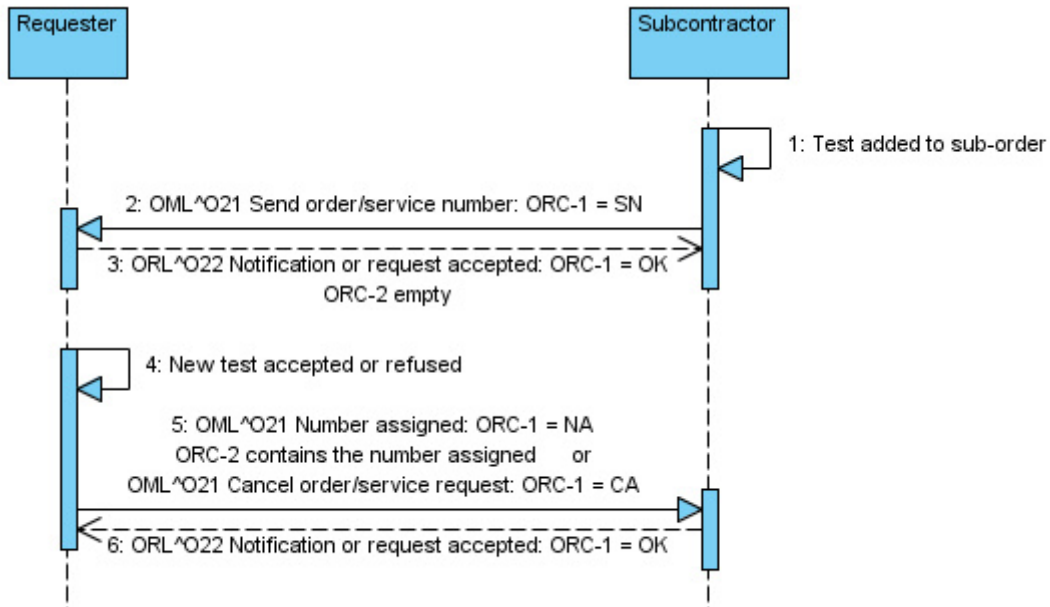 Requester
Subcontractor
1: Test added to sub-order
2: OML^O21 Send order/service number: ORC-1 = SN
3: ORL^O22 Notification or request accepted: ORC-1 = OK
ORC-2 empty
4: New test accepted or refused
5: OML^O21 Number assigned: ORC-1 = NA
ORC-2 contains the number assigned or
OML^O21 Cancel order/service request: ORC-1 = CA
6: ORL^O22 Notification or request accepted: ORC-1 = OK